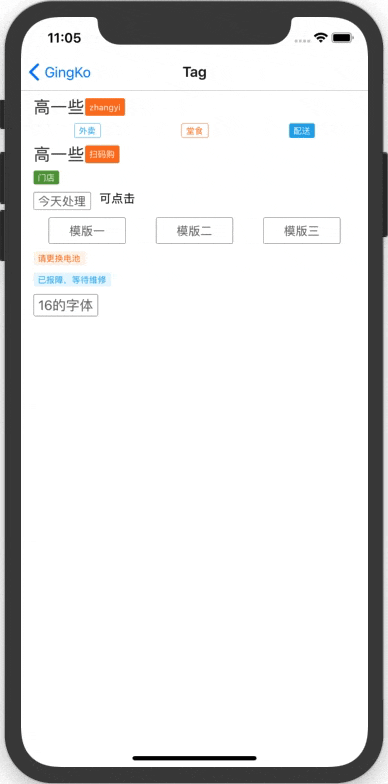 11:05
GingKo Tag
高一些 zhangyi
外卖 堂食 配送
高一些 扫码购
门店
今天处理 可点击
模版一 模版二 模版三
请更换电池
已报障、等待维修
16的字体